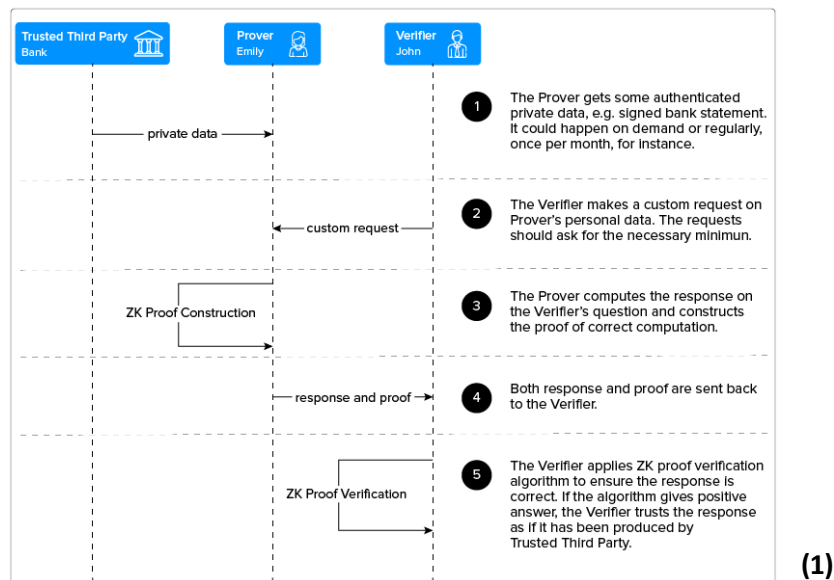 Trusted Third Party
Bank
Prover
Emily
Verifier
John
private data
1
The Prover gets some authenticated
private data, e.g. signed bank statement.
It could happen on demand or regularly,
once per month, for instance.
custom request
2
The Verifier makes a custom request on
Prover's personal data. The requests
should ask for the necessary minimun.
ZK Proof Construction
3
The Prover computes the response on
the Verifier's question and constructs
the proof of correct computation.
response and proof
4
Both response and proof are sent back
to the Verifier.
ZK Proof Verification
5
The Verifier applies ZK proof verification
algorithm to ensure the response is
correct. If the algorithm gives positive
answer, the Verifier trusts the response
as if it has been produced by
Trusted Third Party.
(1)